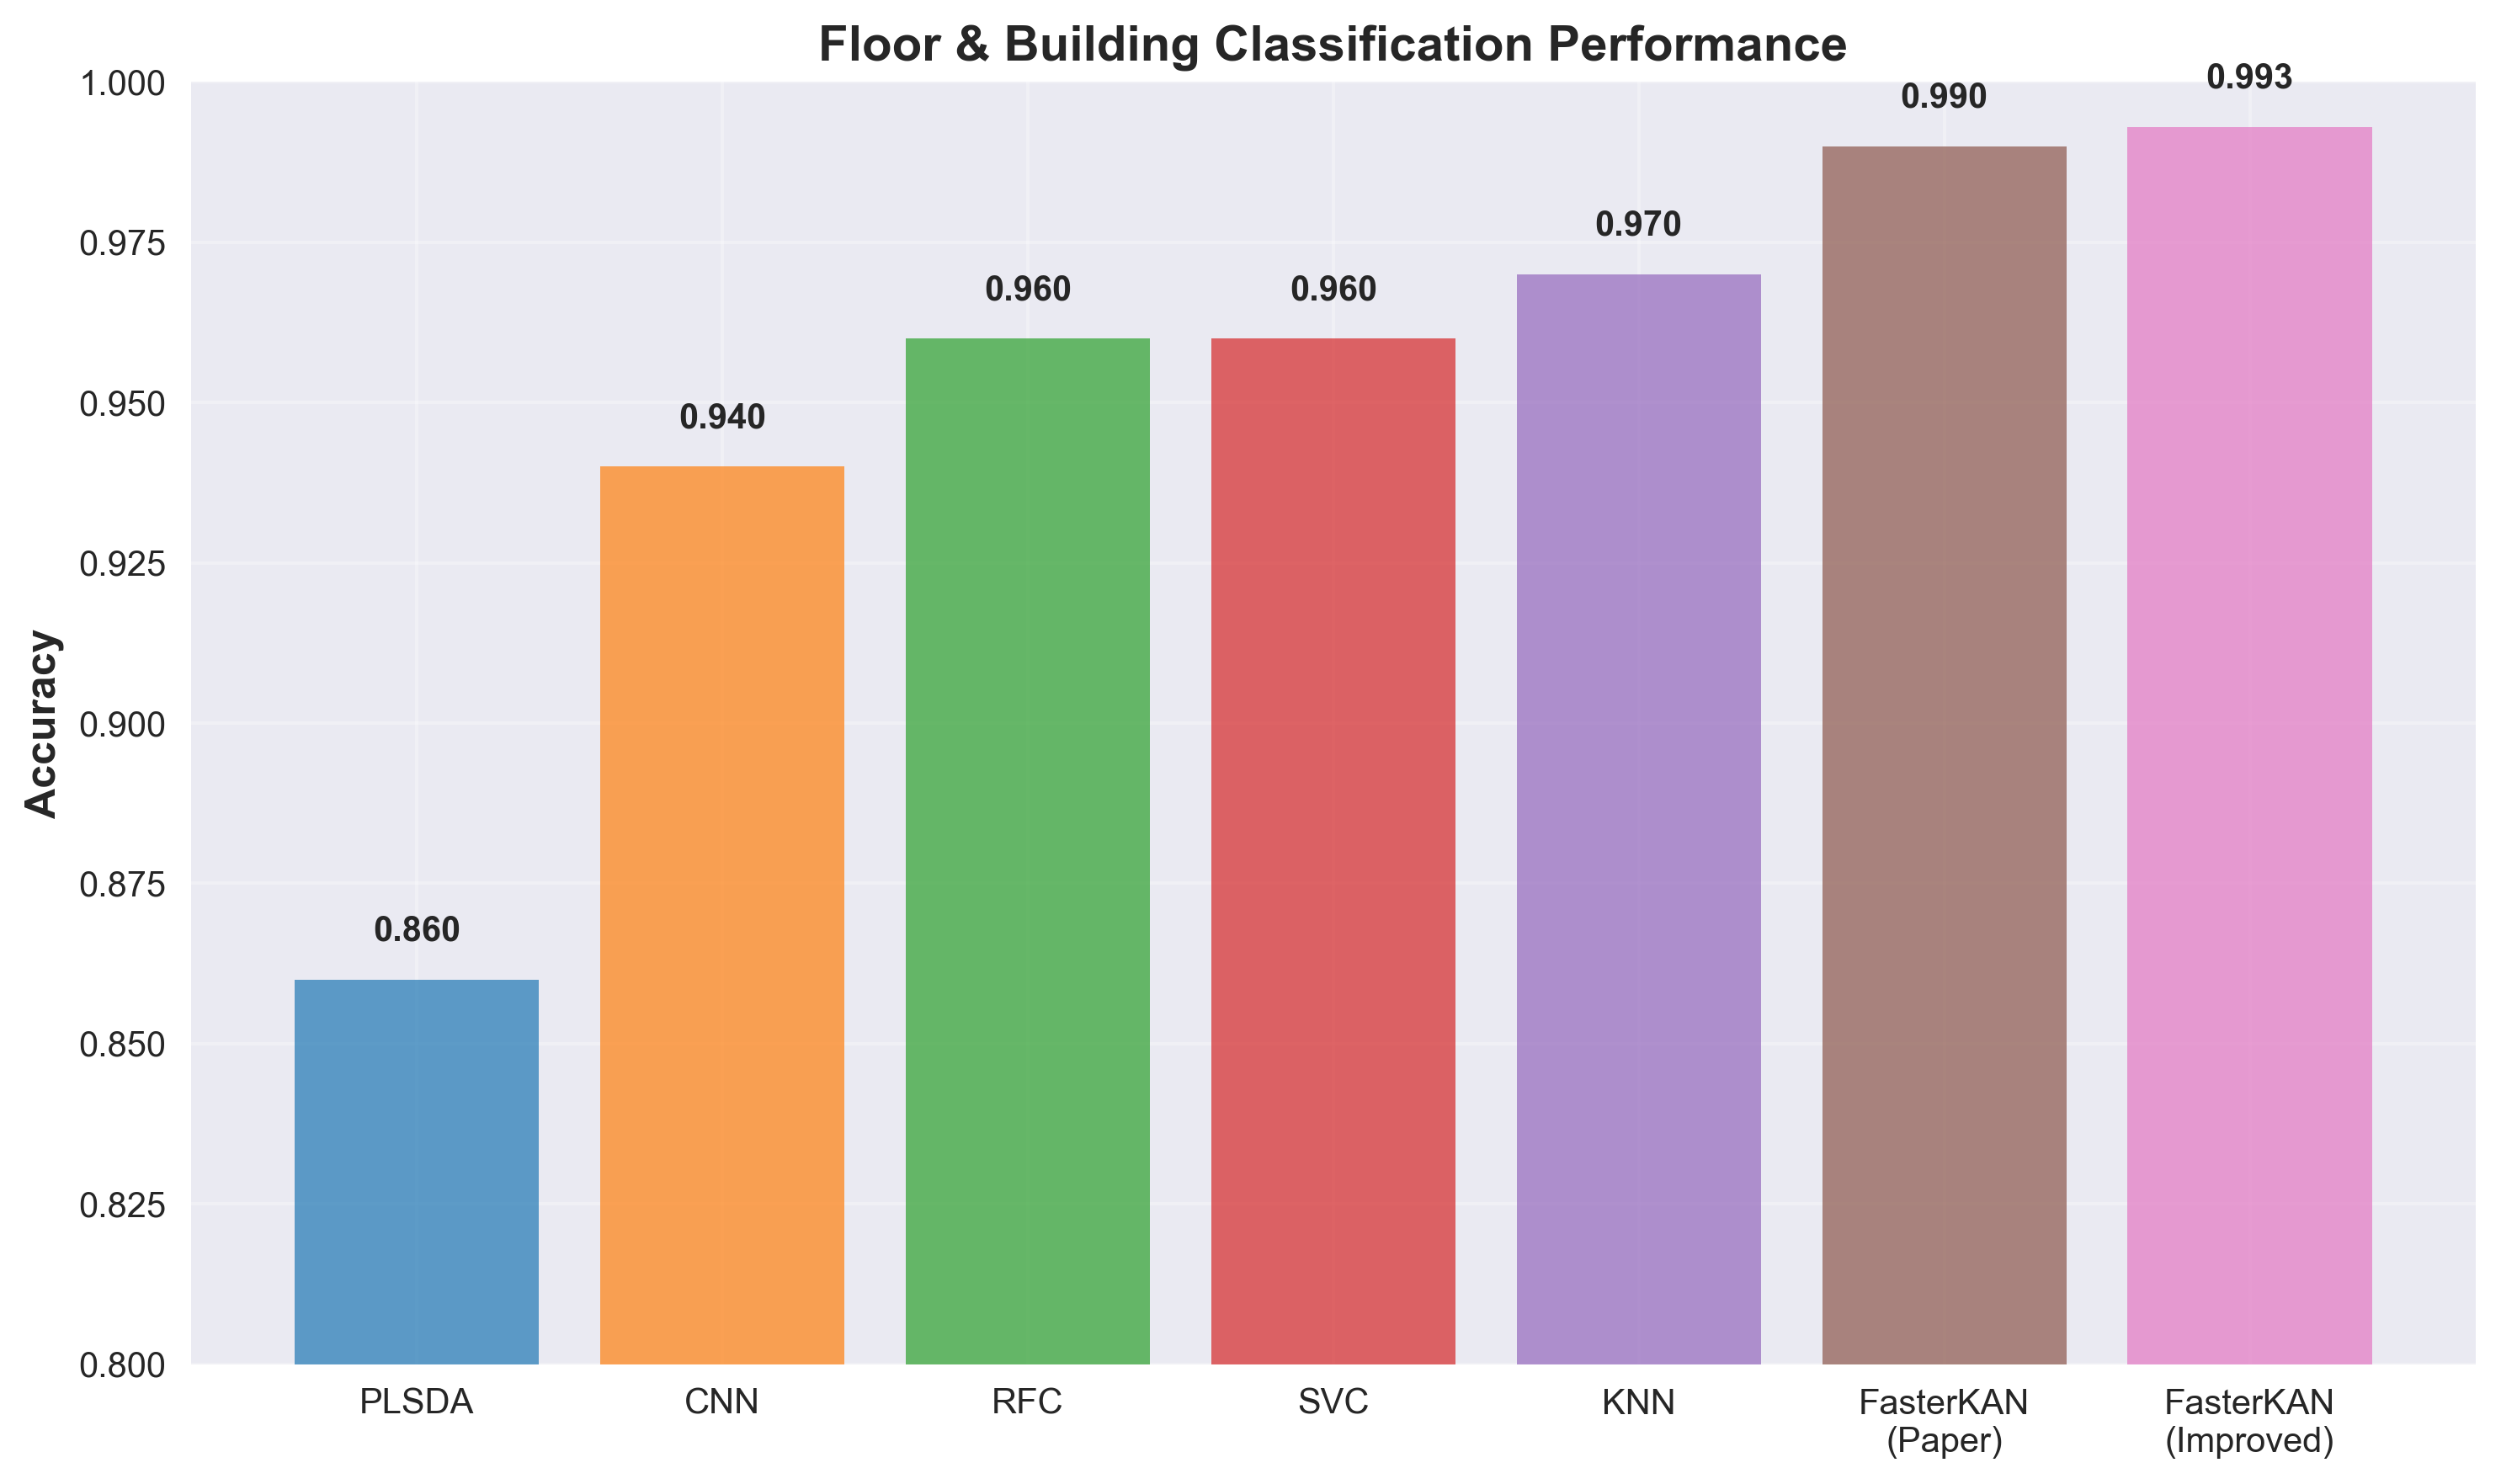 Floor & Building Classification Performance
Accuracy
1.000
0.975
0.950
0.925
0.900
0.875
0.850
0.825
0.800
0.860
0.940
0.960
0.960
0.970
0.990
0.993
PLSDA
CNN
RFC
SVC
KNN
FasterKAN
(Paper)
FasterKAN
(Improved)